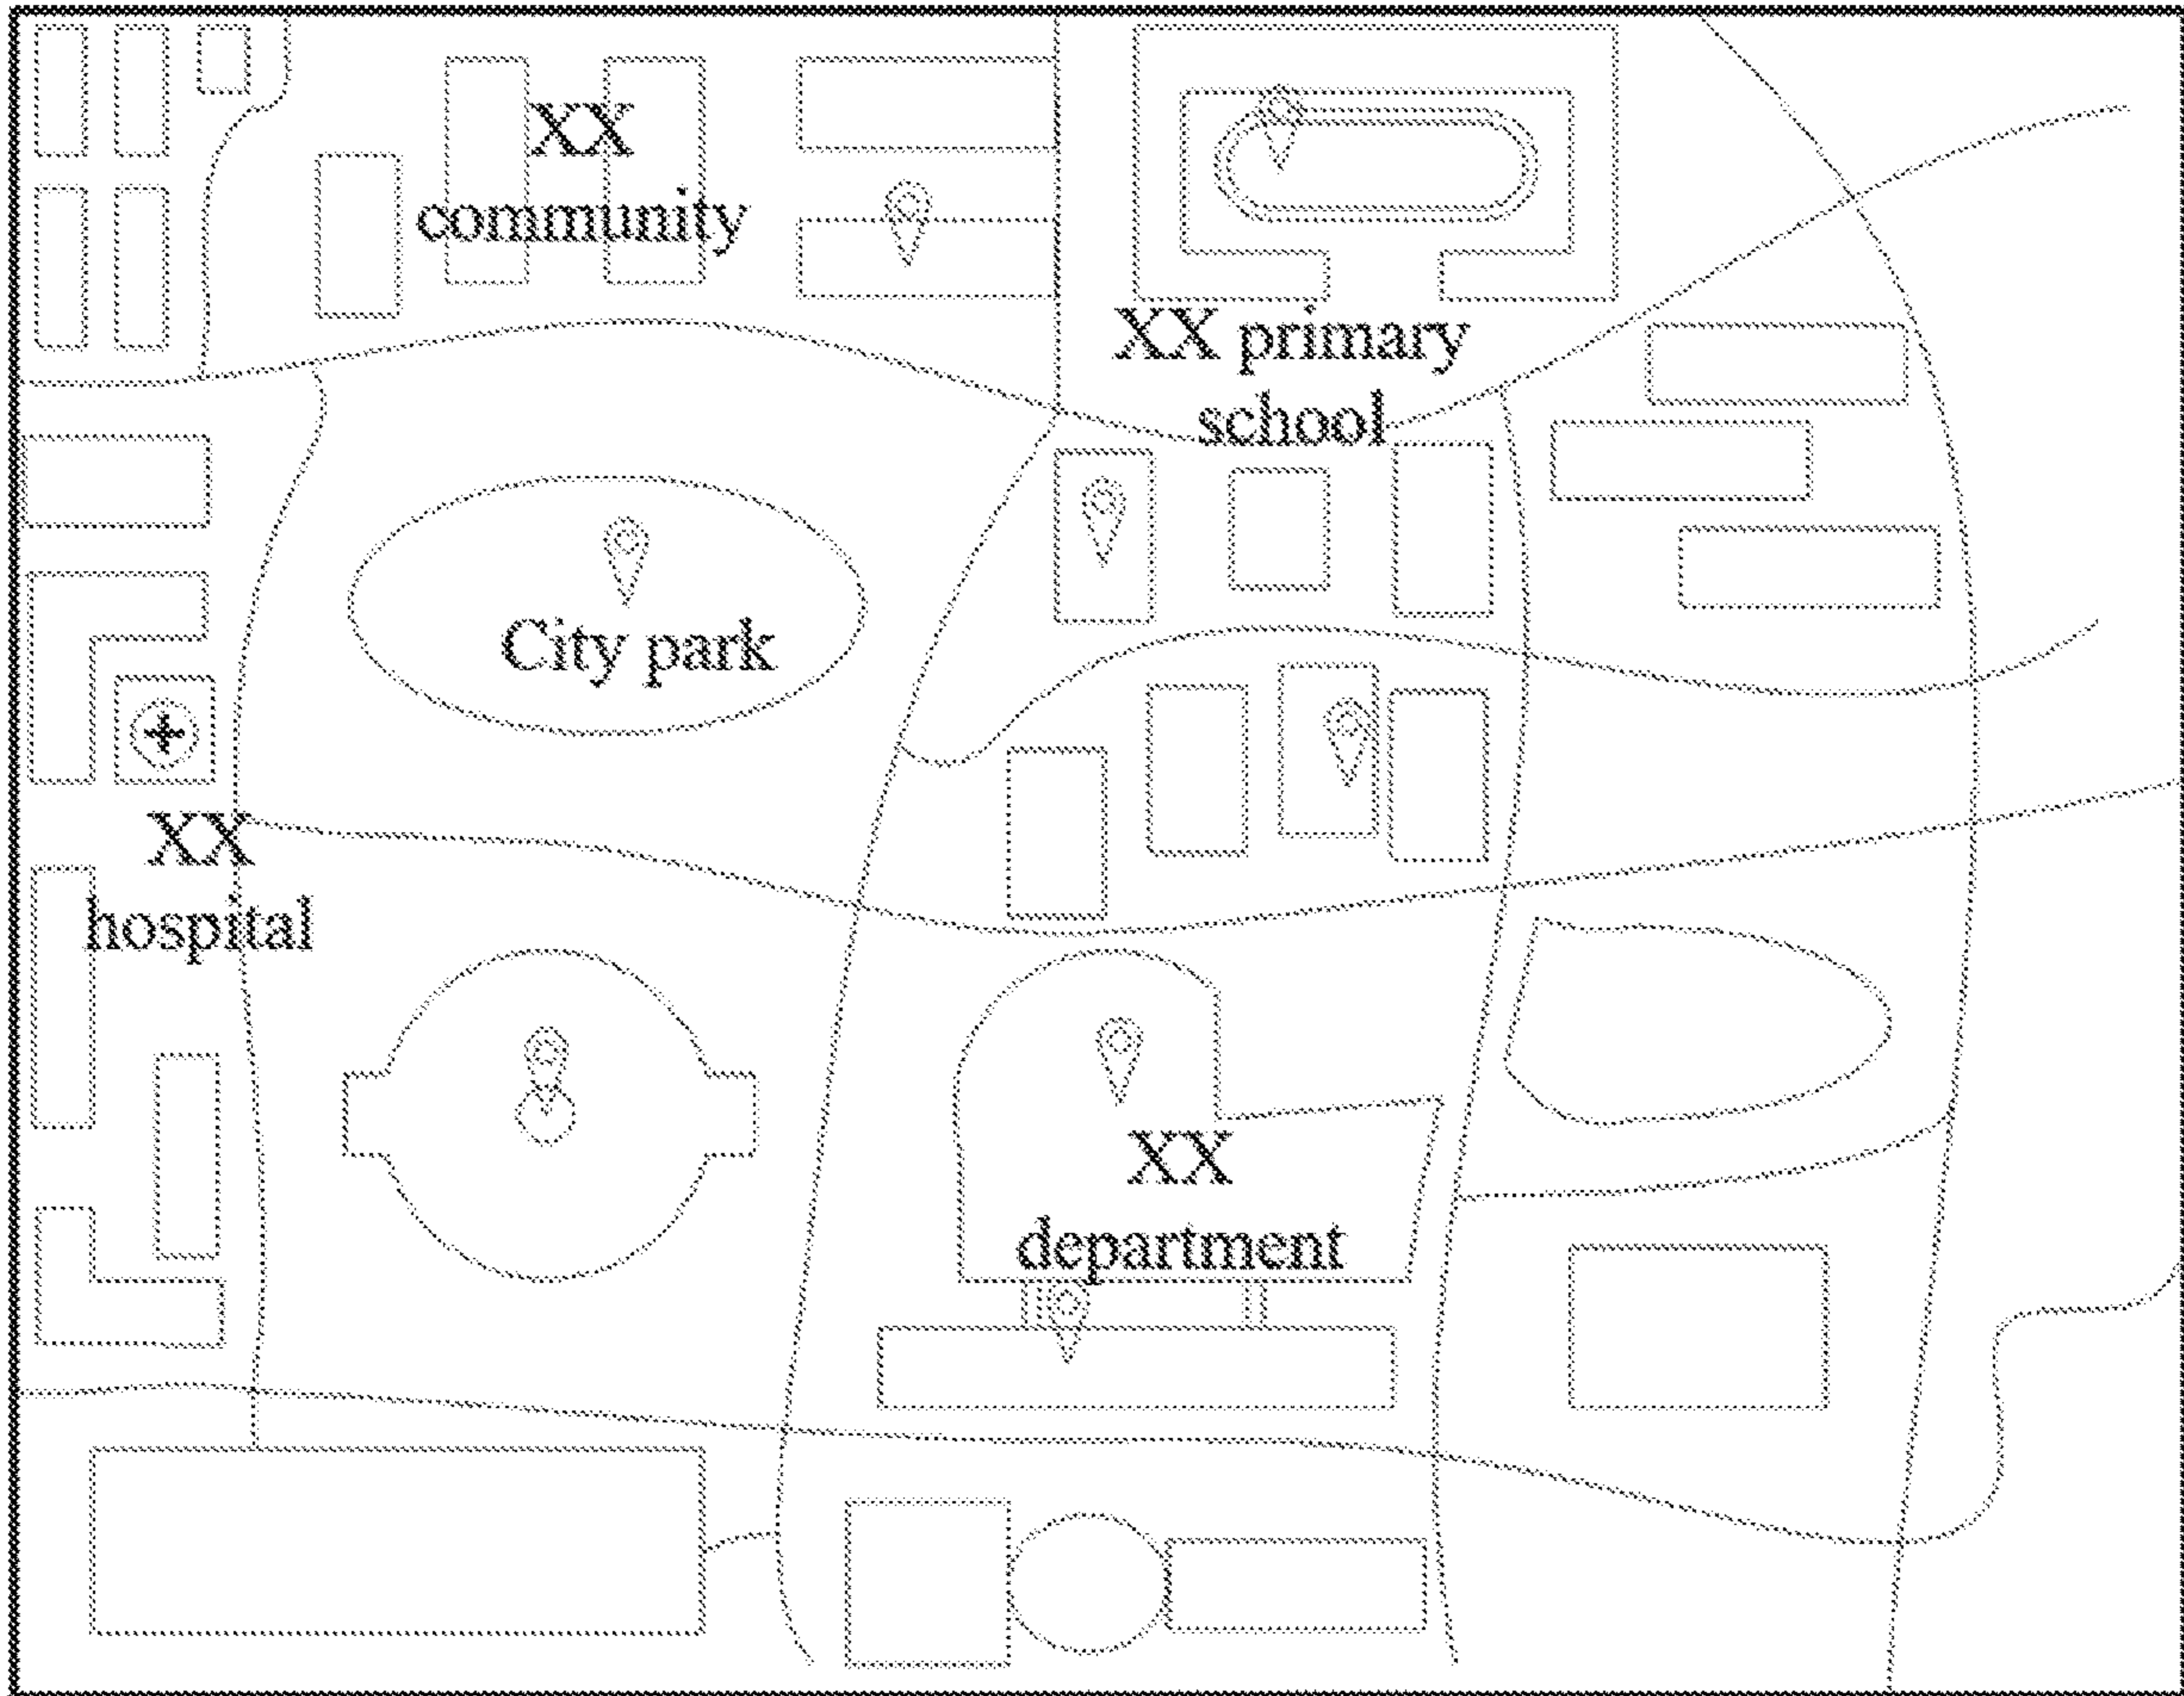 XX
community
XX primary
school
City park
XX
hospital
XX
department